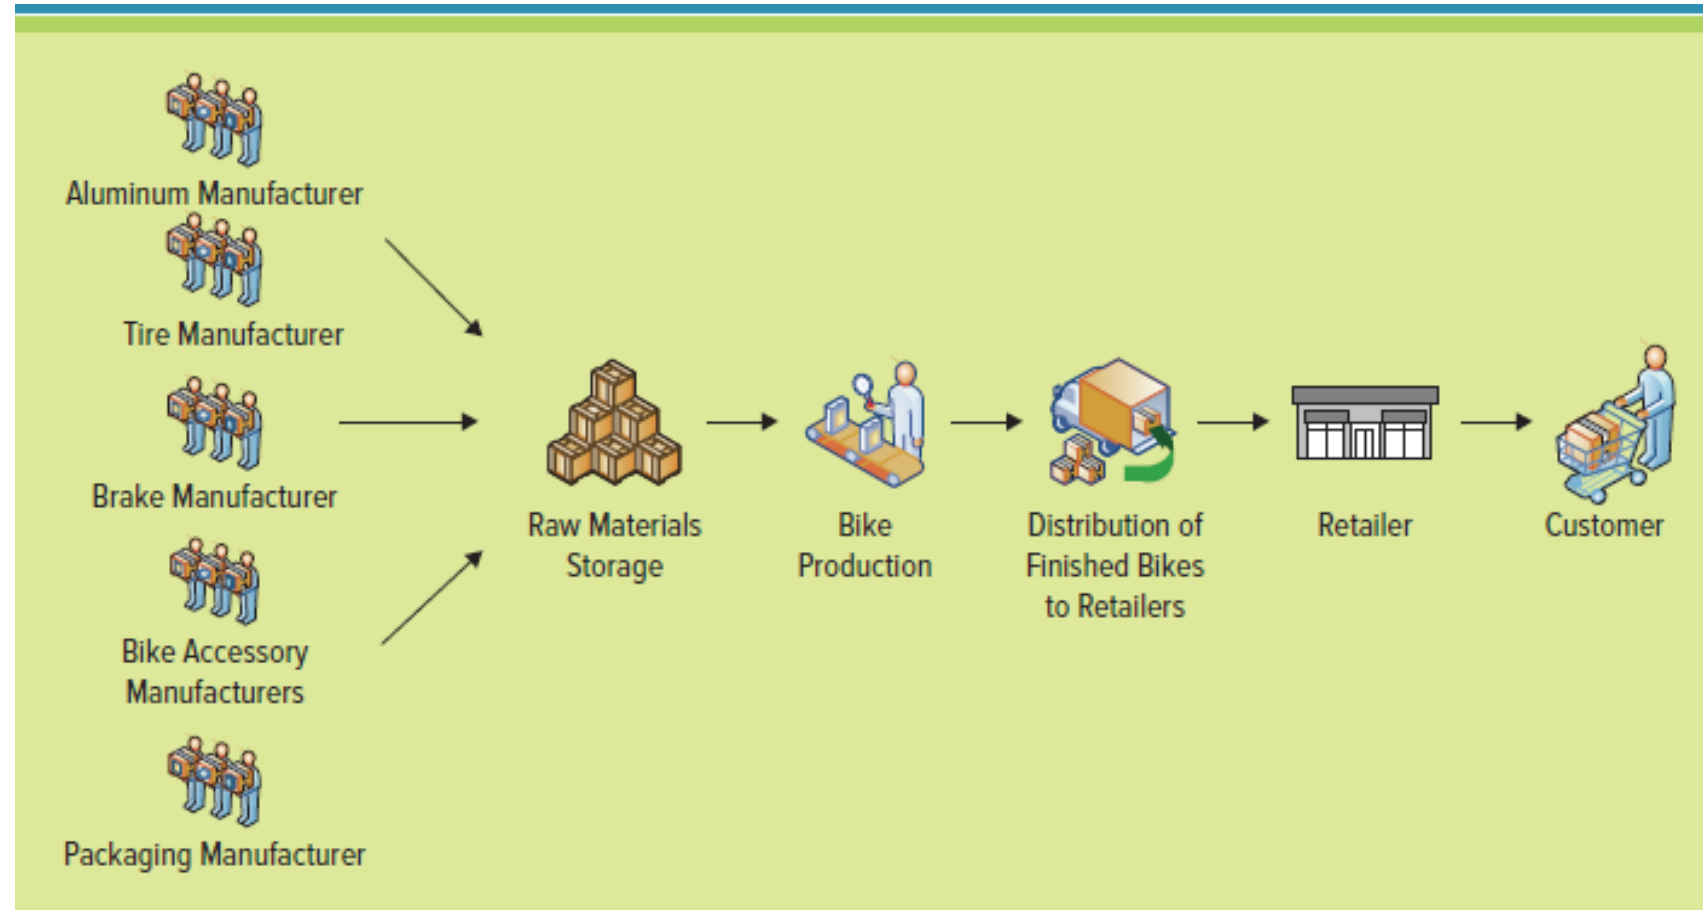 Aluminum Manufacturer
Tire Manufacturer
Brake Manufacturer
Bike Accessory
Manufacturers
Packaging Manufacturer
Raw Materials
Storage
Bike
Production
Distribution of
Finished Bikes
to Retailers
Retailer
Customer